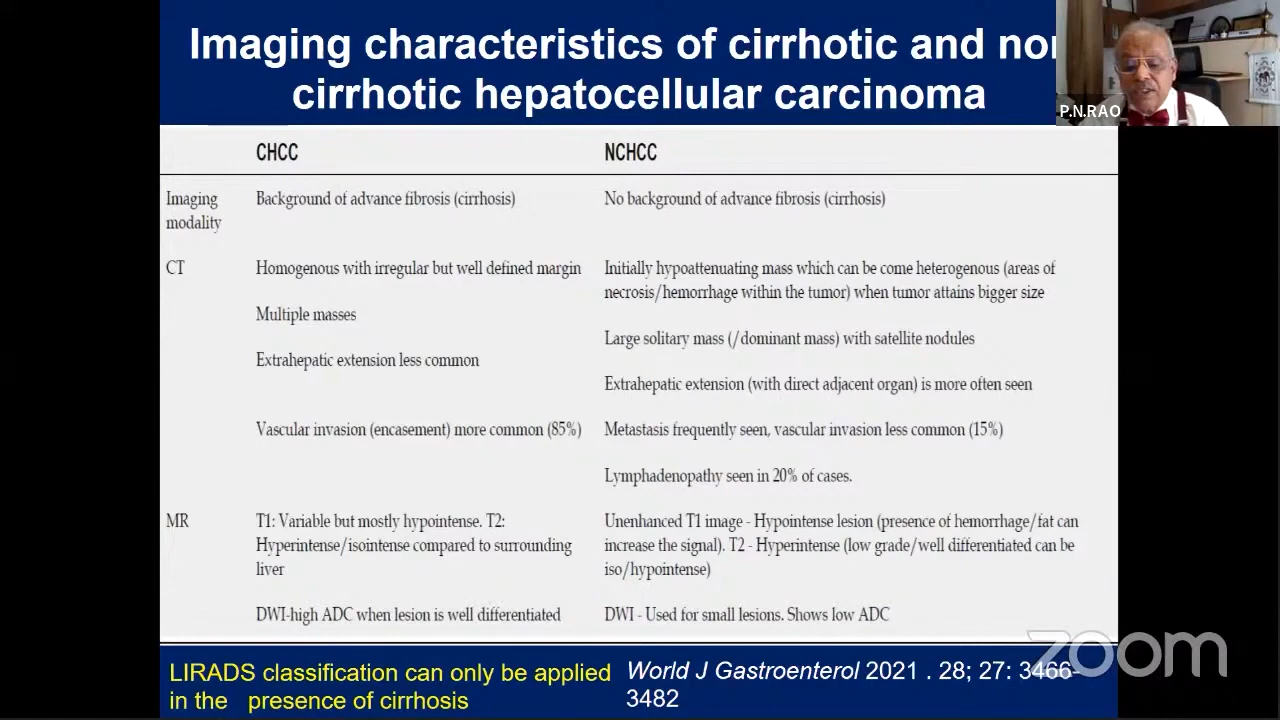 Imaging characteristics of cirrhotic and non
cirrhotic hepatocellular carcinoma
P.N.RAO
CHCC NCHCC
Imaging modality
Background of advance fibrosis (cirrhosis)
No background of advance fibrosis (cirrhosis)
CT
Homogenous with irregular but well defined margin
Initially hypoattenuating mass which can be come heterogenous (areas of
necrosis/hemorrhage within the tumor) when tumor attains bigger size
Multiple masses
Large solitary mass (/dominant mass) with satellite nodules
Extrahepatic extension less common
Extrahepatic extension (with direct adjacent organ) is more often seen
Vascular invasion (encasement) more common (85%)
Metastasis frequently seen, vascular invasion less common (15%)
Lymphadenopathy seen in 20% of cases.
MR
T1: Variable but mostly hypointense. T2:
Hyperintense/isointense compared to surrounding
liver
Unenhanced T1 image - Hypointense lesion (presence of hemorrhage/fat can
increase the signal). T2 - Hyperintense (low grade/well differentiated can be
iso/hypointense)
DWI-high ADC when lesion is well differentiated
DWI - Used for small lesions. Shows low ADC
LIRADS classification can only be applied
in the presence of cirrhosis
World J Gastroenterol 2021 . 28; 27: 3466-
3482
zoom